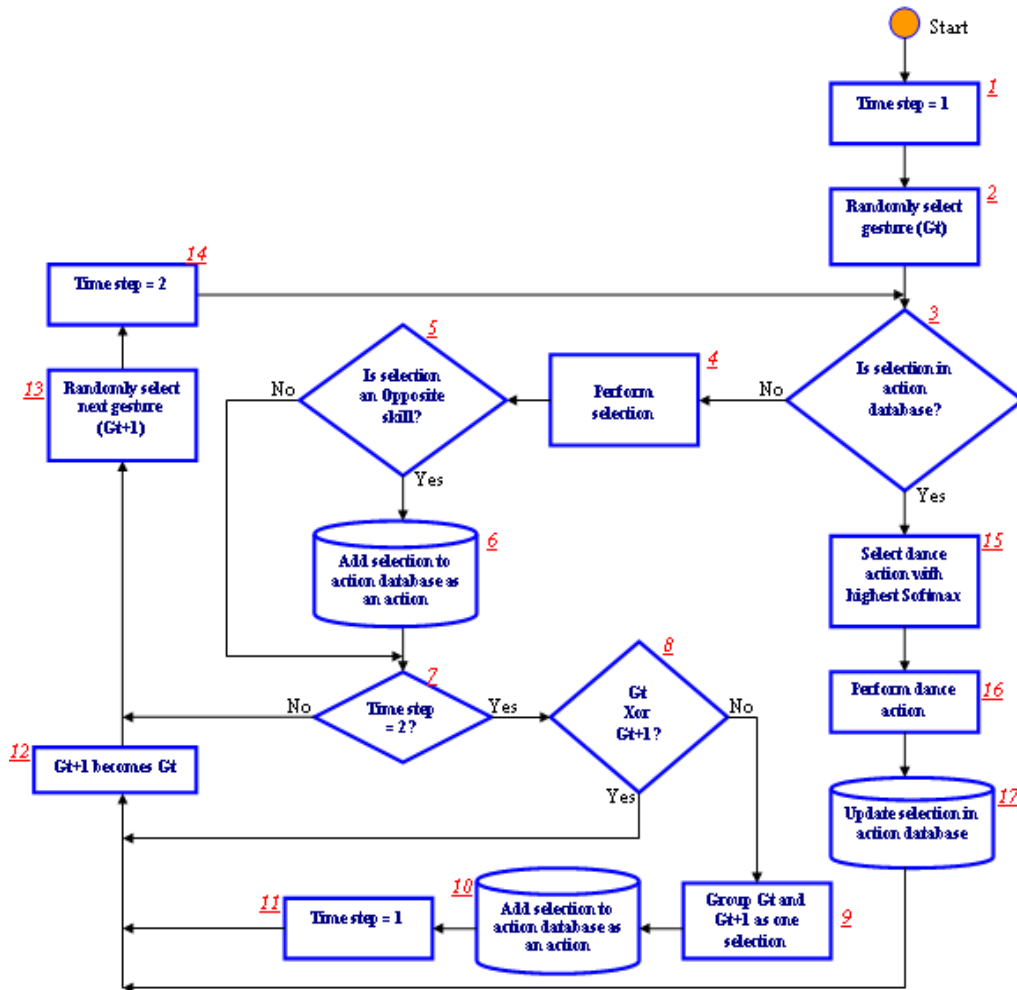 Start
1
Time step = 1
2
Randomly select
gesture (Gt)
14
Time step = 2
3
Is selection in
action
database?
No
Yes
4
Perform
selection
5
Is selection
an Opposite
skill?
No
Yes
13
Randomly select
next gesture
(Gt+1)
6
Add selection to
action database as
an action
15
Select dance
action with
highest Softmax
7
Time step
= 2?
No
Yes
8
Gt
Xor
Gt+1?
No
Yes
16
Perform dance
action
12
Gt+1 becomes Gt
17
Update selection in
action database
11
Time step = 1
10
Add selection to
action database as
an action
9
Group Gt and
Gt+1 as one
selection